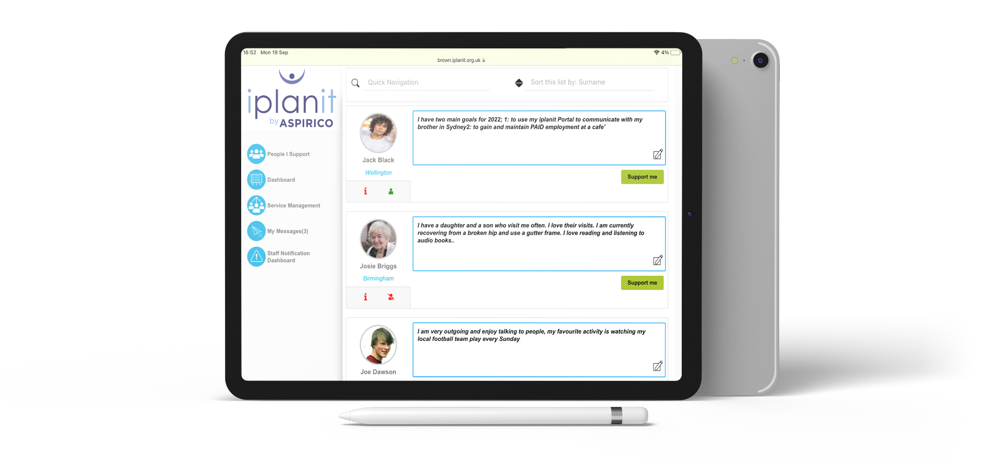 16:52 Mon 19 Sep
4%
brown.iplanit.org.uk
iplanit
by ASPIRICO
People I Support
Dashboard
Service Management
My Messages(3)
Staff Notification
Dashboard
Quick Navigation
Sort this list by: Surname
Jack Black
Wellington
I have two main goals for 2022; 1: to use my iplanit Portal to communicate with my
brother in Sydney2: to gain and maintain PAID employment at a cafe'
Support me
Josie Briggs
Birmingham
I have a daughter and a son who visit me often. I love their visits. I am currently
recovering from a broken hip and use a gutter frame. I love reading and listening to
audio books..
Support me
Joe Dawson
I am very outgoing and enjoy talking to people, my favourite activity is watching my
local football team play every Sunday